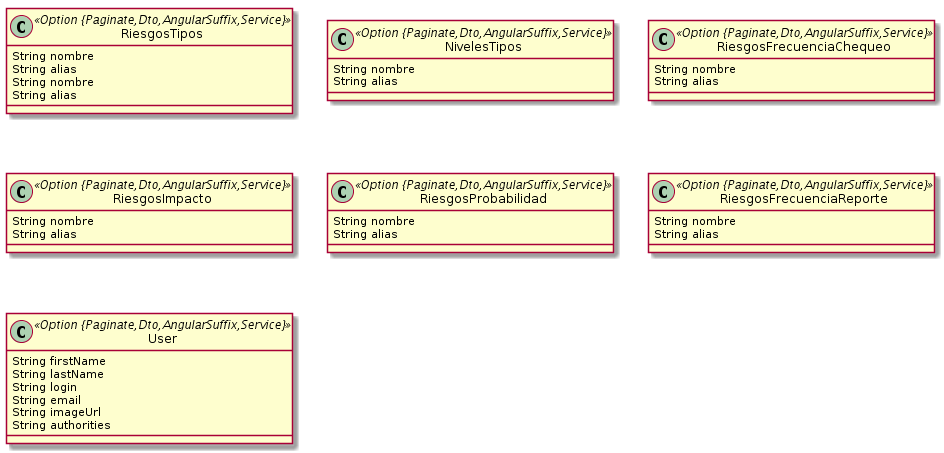 C «Option {Paginate,Dto,AngularSuffix,Service}»
RiesgosTipos
String nombre
String alias
String nombre
String alias
C «Option {Paginate,Dto,AngularSuffix,Service}»
NivelesTipos
String nombre
String alias
C «Option {Paginate,Dto,AngularSuffix,Service}»
RiesgosFrecuenciaChequeo
String nombre
String alias
C «Option {Paginate,Dto,AngularSuffix,Service}»
RiesgosImpacto
String nombre
String alias
C «Option {Paginate,Dto,AngularSuffix,Service}»
RiesgosProbabilidad
String nombre
String alias
C «Option {Paginate,Dto,AngularSuffix,Service}»
RiesgosFrecuenciaReporte
String nombre
String alias
C «Option {Paginate,Dto,AngularSuffix,Service}»
User
String firstName
String lastName
String login
String email
String imageUrl
String authorities